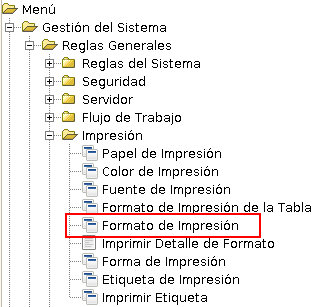 Menú
Gestión del Sistema
Reglas Generales
Reglas del Sistema
Seguridad
Servidor
Flujo de Trabajo
Impresión
Papel de Impresión
Color de Impresión
Fuente de Impresión
Formato de Impresión de la Tabla
Formato de Impresión
Imprimir Detalle de Formato
Forma de Impresión
Etiqueta de Impresión
Imprimir Etiqueta